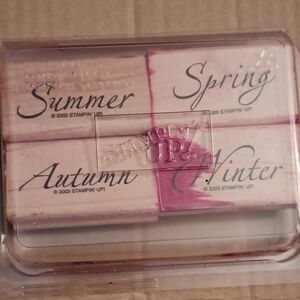 Summer
© 2005 STAMPIN' UP!
Spring
© 2005 STAMPIN' UP!
STAMPIN'
UP!
Autumn
© 2005 STAMPIN' UP!
Winter
© 2005 STAMPIN' UP!